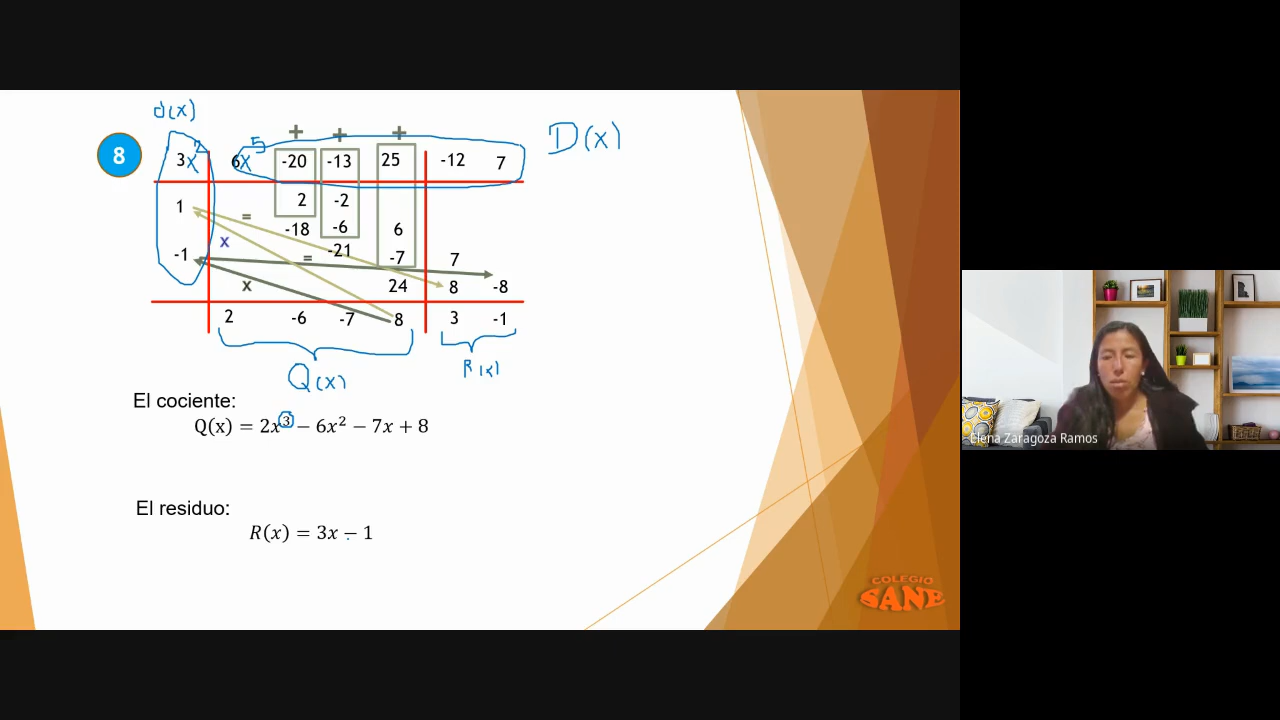 d(x)
8
+ + +
3x² 6x⁵ -20 -13 25 -12 7
D(x)
1 2 -2
= -18 -6 6
x -21
-1 = -7 7
x 24 8 -8
2 -6 -7 8 3 -1
Q(x) R(x)
El cociente:
Q(x) = 2x³ − 6x² − 7x + 8
El residuo:
R(x) = 3x − 1
COLEGIO
SANE
Elena Zaragoza Ramos